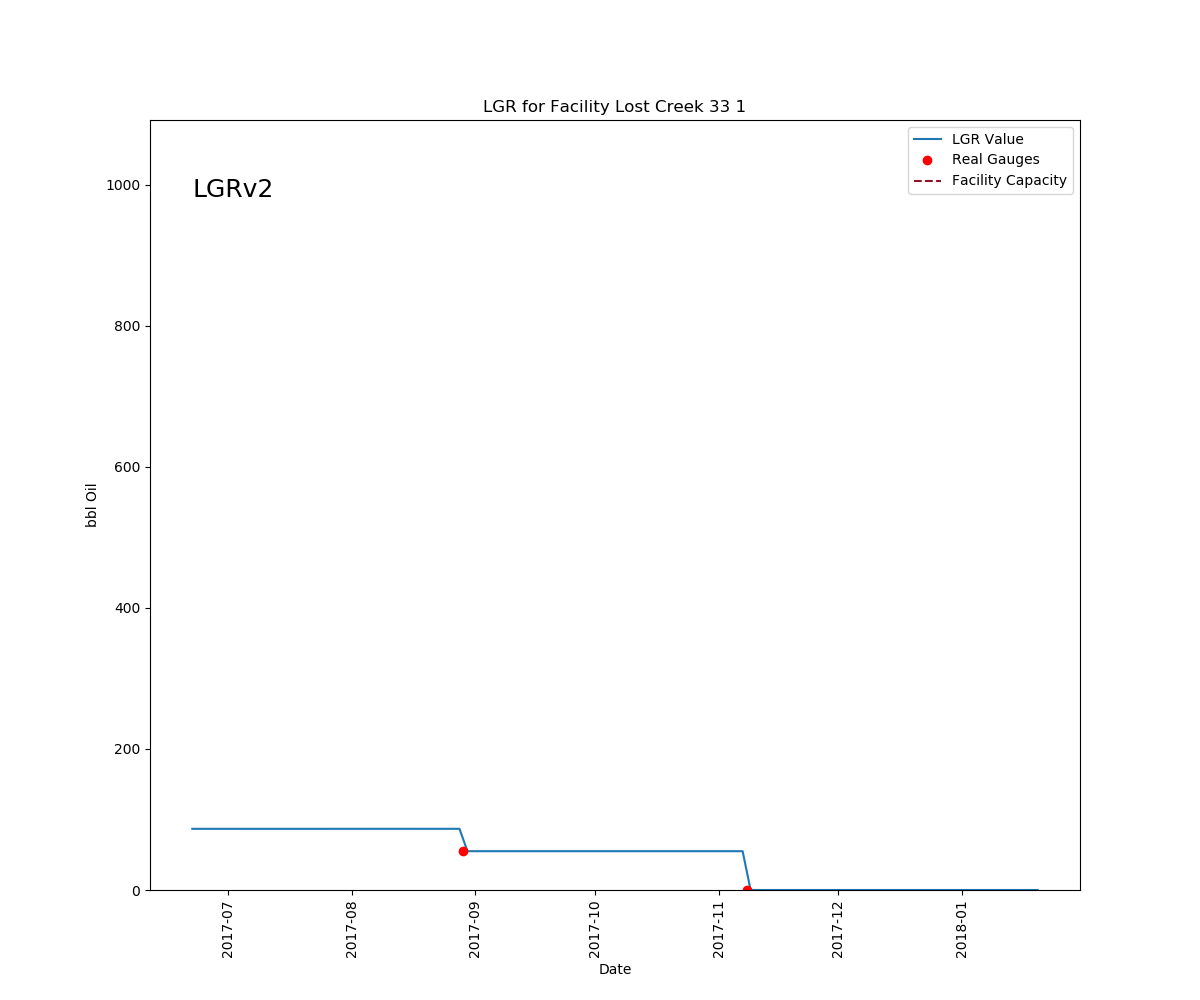 LGR for Facility Lost Creek 33 1
LGR Value
Real Gauges
Facility Capacity
LGRv2
1000
800
600
400
200
0
bbl Oil
2017-07
2017-08
2017-09
2017-10
2017-11
2017-12
2018-01
Date